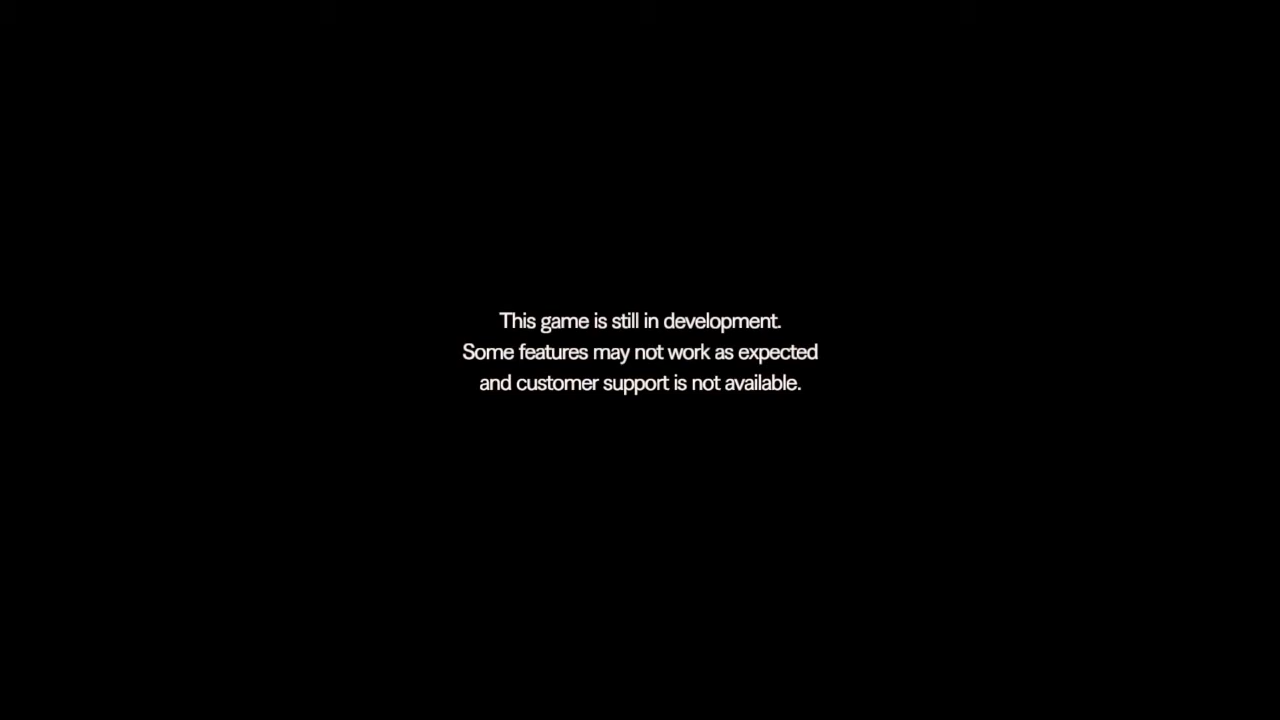 This game is still in development.
Some features may not work as expected
and customer support is not available.